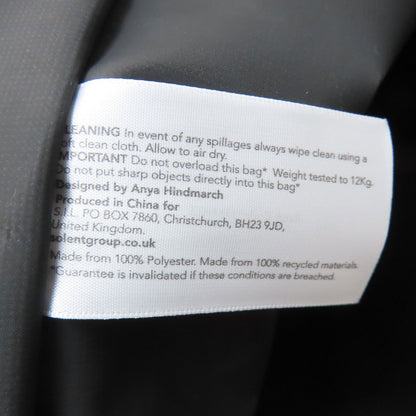 LEANING In event of any spillages always wipe clean using a
oft clean cloth. Allow to air dry.
MPORTANT Do not overload this bag* Weight tested to 12Kg.
Do not put sharp objects directly into this bag*
Designed by Anya Hindmarch
Produced in China for
S.I.L. PO BOX 7860, Christchurch, BH23 9JD,
United Kingdom.
solentgroup.co.uk
Made from 100% Polyester. Made from 100% recycled materials.
*Guarantee is invalidated if these conditions are breached.